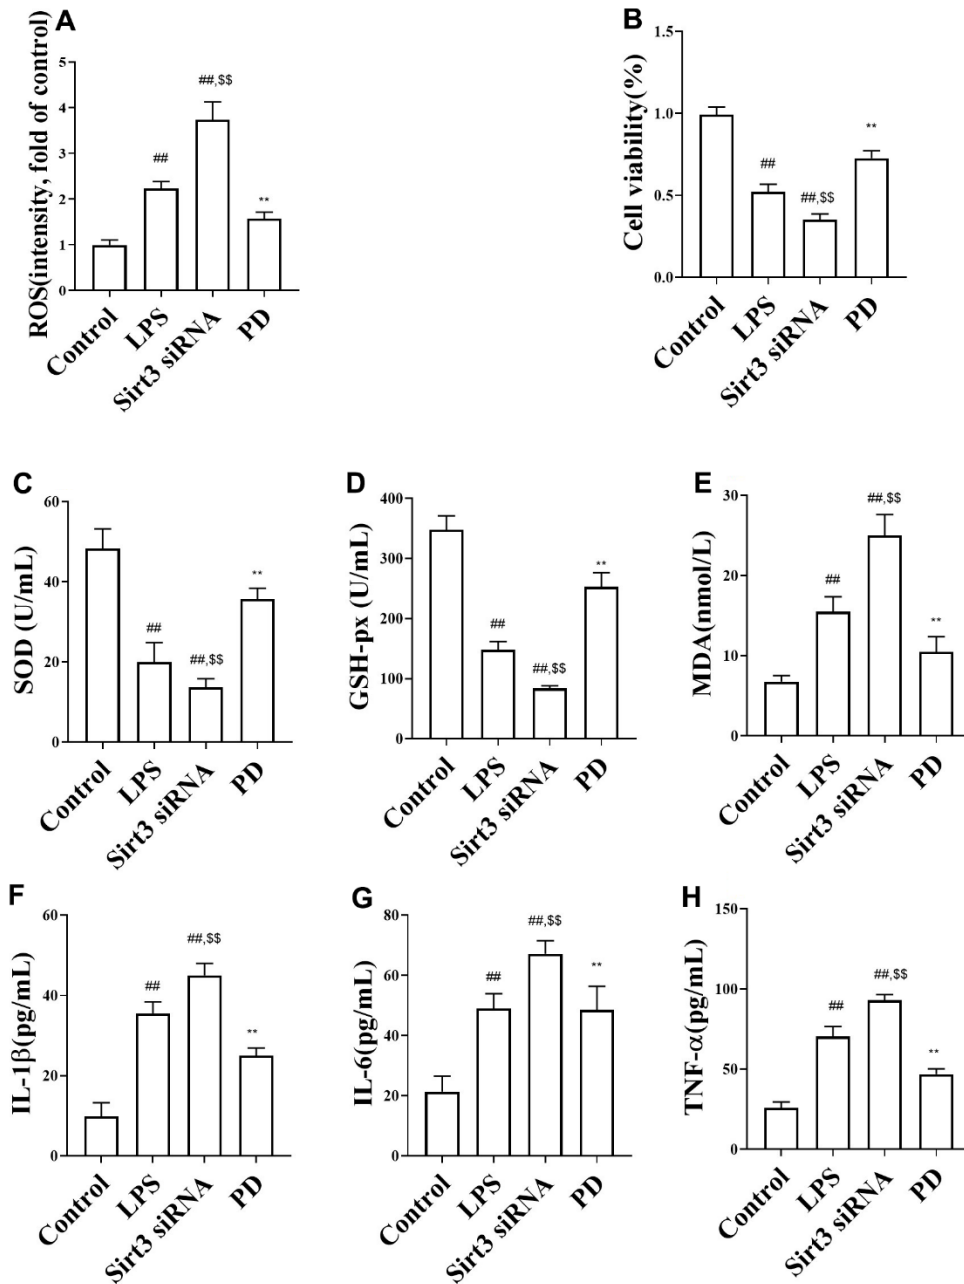 A
ROS(intensity, fold of control)
5
4
3
2
1
0
##
##,$$
**
Control
LPS
Sirt3 siRNA
PD
B
Cell viability(%)
1.5
1.0
0.5
0.0
##
##,$$
**
Control
LPS
Sirt3 siRNA
PD
C
SOD (U/mL)
60
40
20
0
##
##,$$
**
Control
LPS
Sirt3 siRNA
PD
D
GSH-px (U/mL)
400
300
200
100
0
##
##,$$
**
Control
LPS
Sirt3 siRNA
PD
E
MDA(nmol/L)
30
20
10
0
##
##,$$
**
Control
LPS
Sirt3 siRNA
PD
F
IL-1β(pg/mL)
60
40
20
0
##
##,$$
**
Control
LPS
Sirt3 siRNA
PD
G
IL-6(pg/mL)
80
60
40
20
0
##
##,$$
**
Control
LPS
Sirt3 siRNA
PD
H
TNF-α(pg/mL)
150
100
50
0
##
##,$$
**
Control
LPS
Sirt3 siRNA
PD